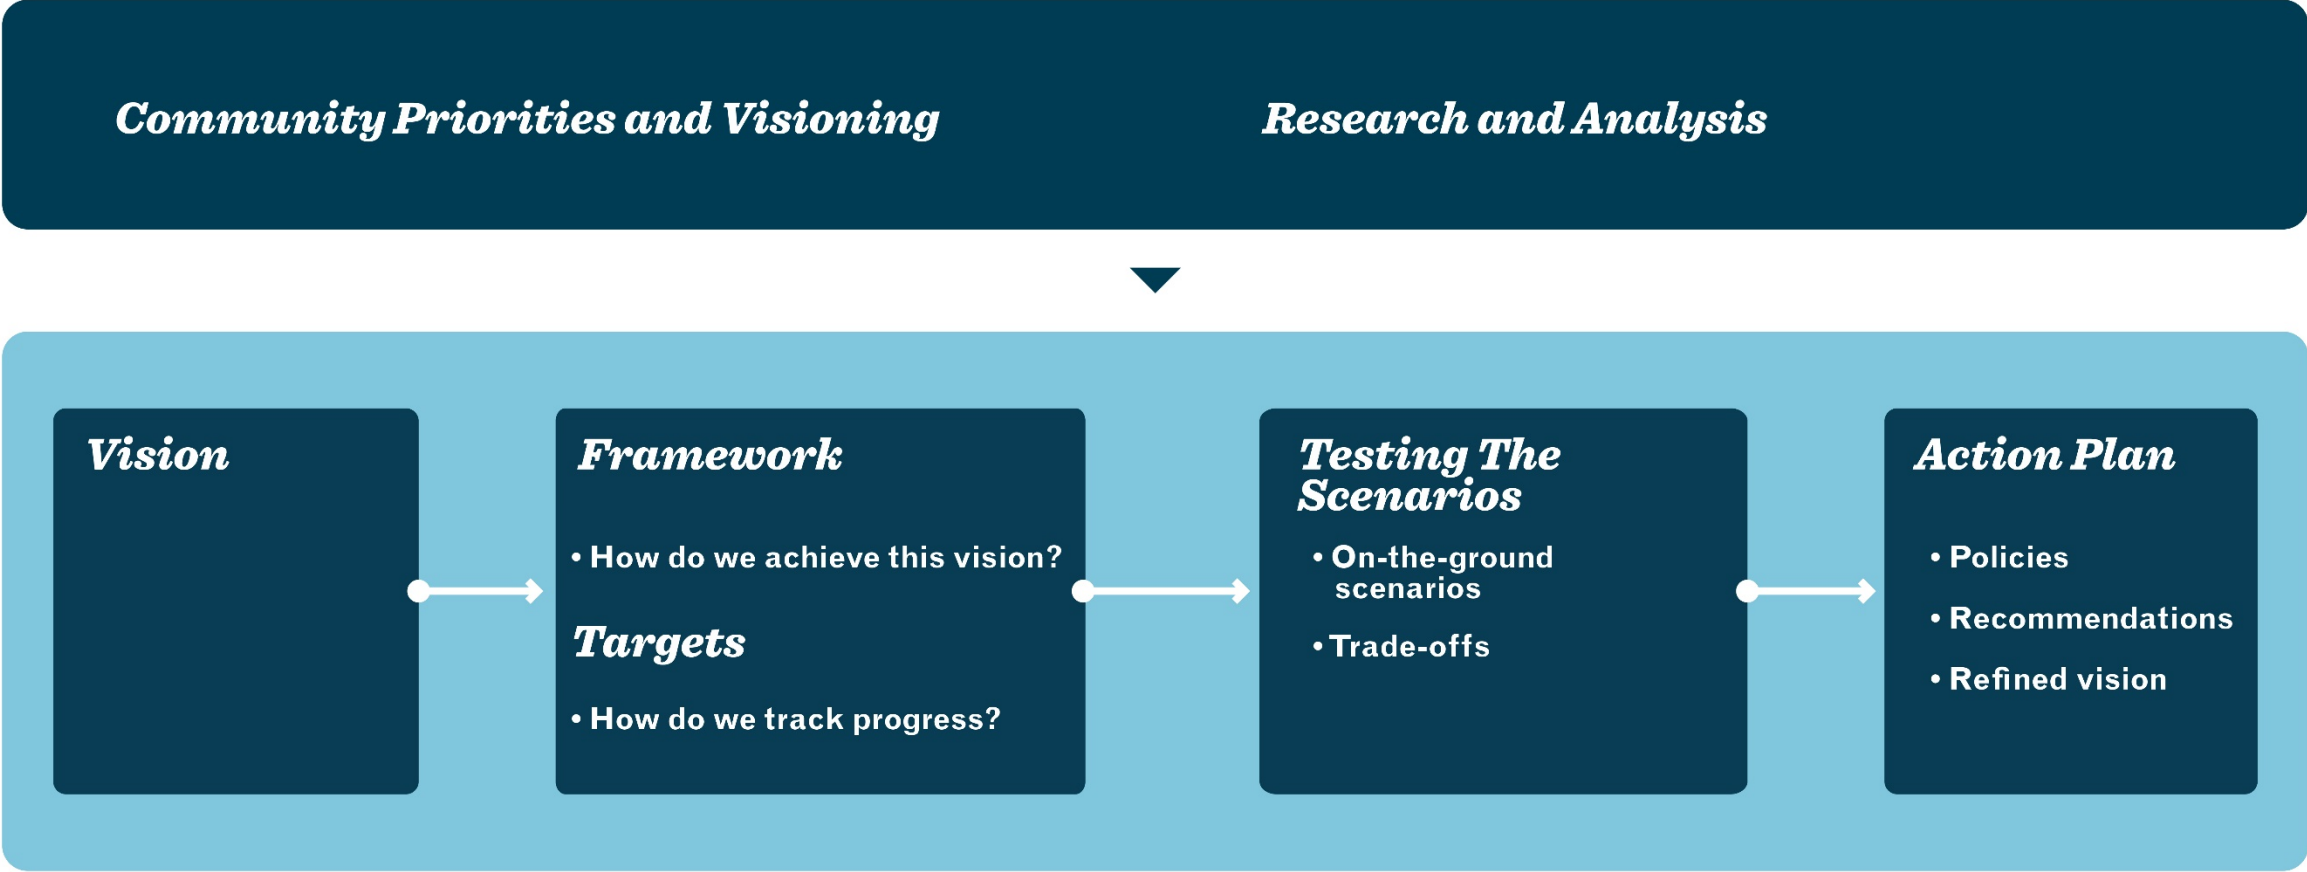 Community Priorities and Visioning
Research and Analysis
Vision
Framework
• How do we achieve this vision?
Targets
• How do we track progress?
Testing The
Scenarios
• On-the-ground
scenarios
• Trade-offs
Action Plan
• Policies
• Recommendations
• Refined vision